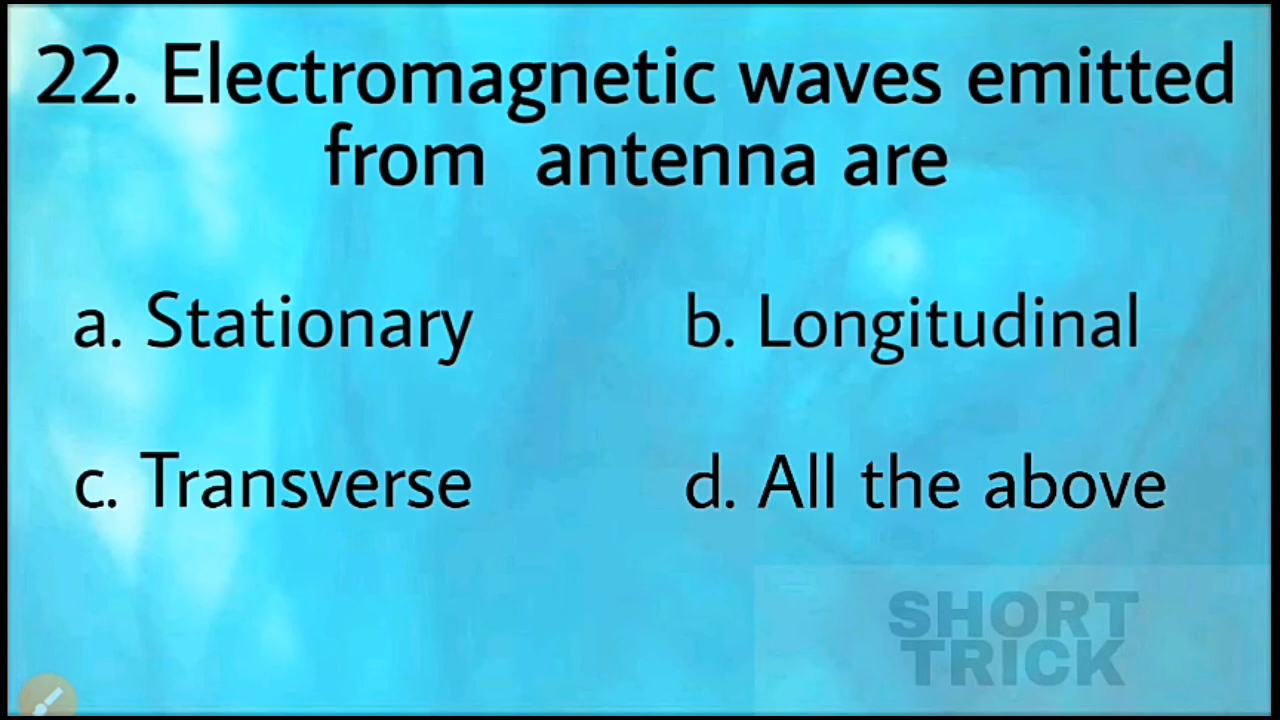 22. Electromagnetic waves emitted
from antenna are
a. Stationary
b. Longitudinal
c. Transverse
d. All the above
SHORT
TRICK